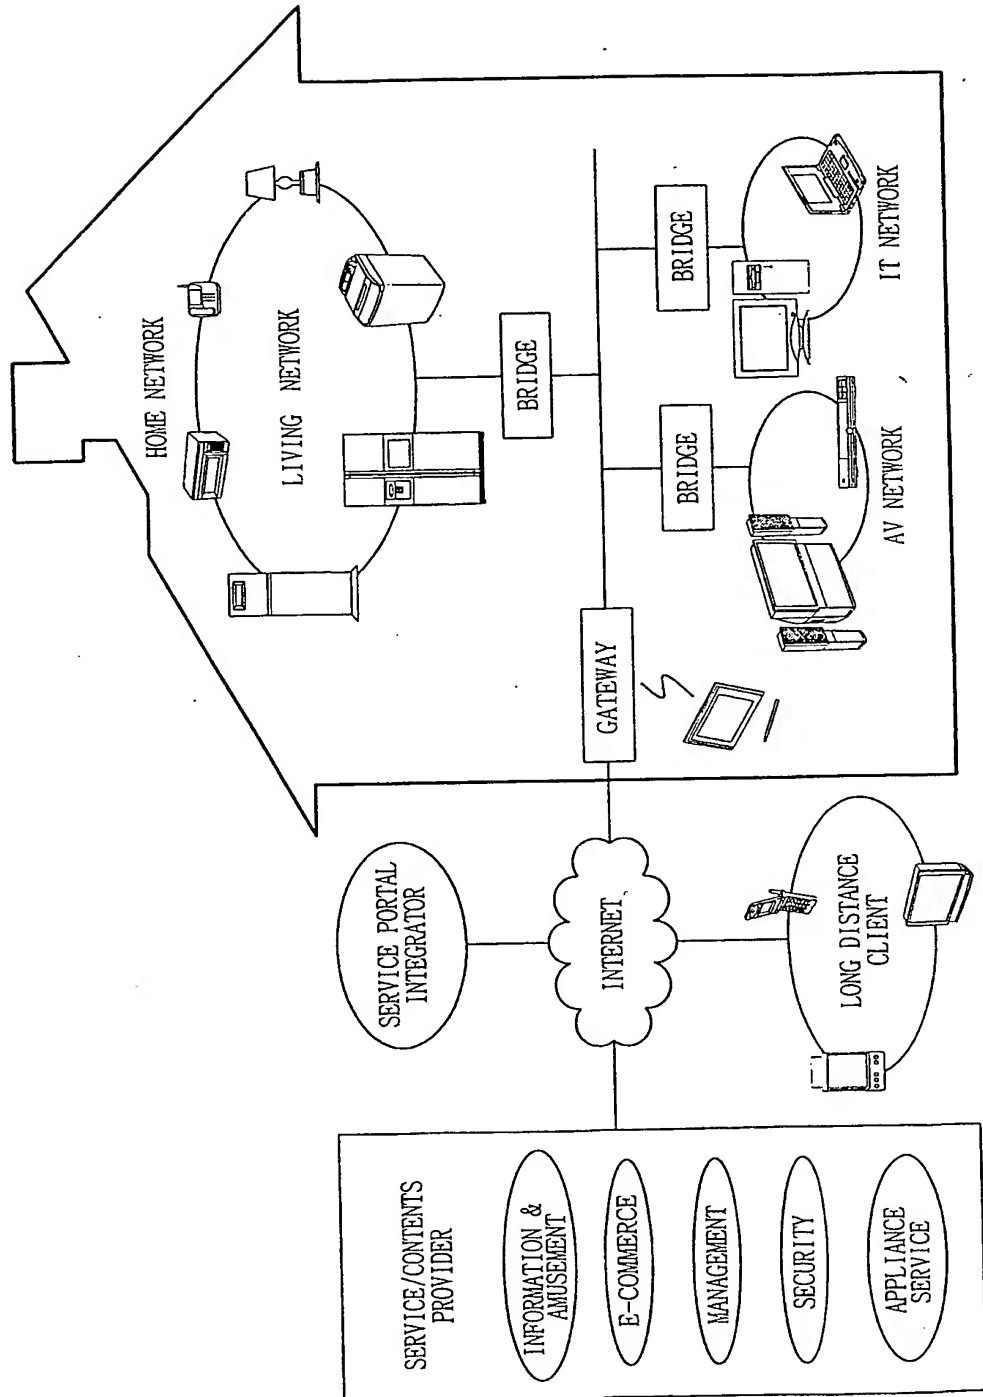 SERVICE/CONTENTS
PROVIDER
INFORMATION &
AMUSEMENT
E-COMMERCE
MANAGEMENT
SECURITY
APPLIANCE
SERVICE
SERVICE PORTAL
INTEGRATOR
INTERNET
LONG DISTANCE
CLIENT
HOME NETWORK
LIVING NETWORK
BRIDGE
GATEWAY
BRIDGE
BRIDGE
AV NETWORK
IT NETWORK